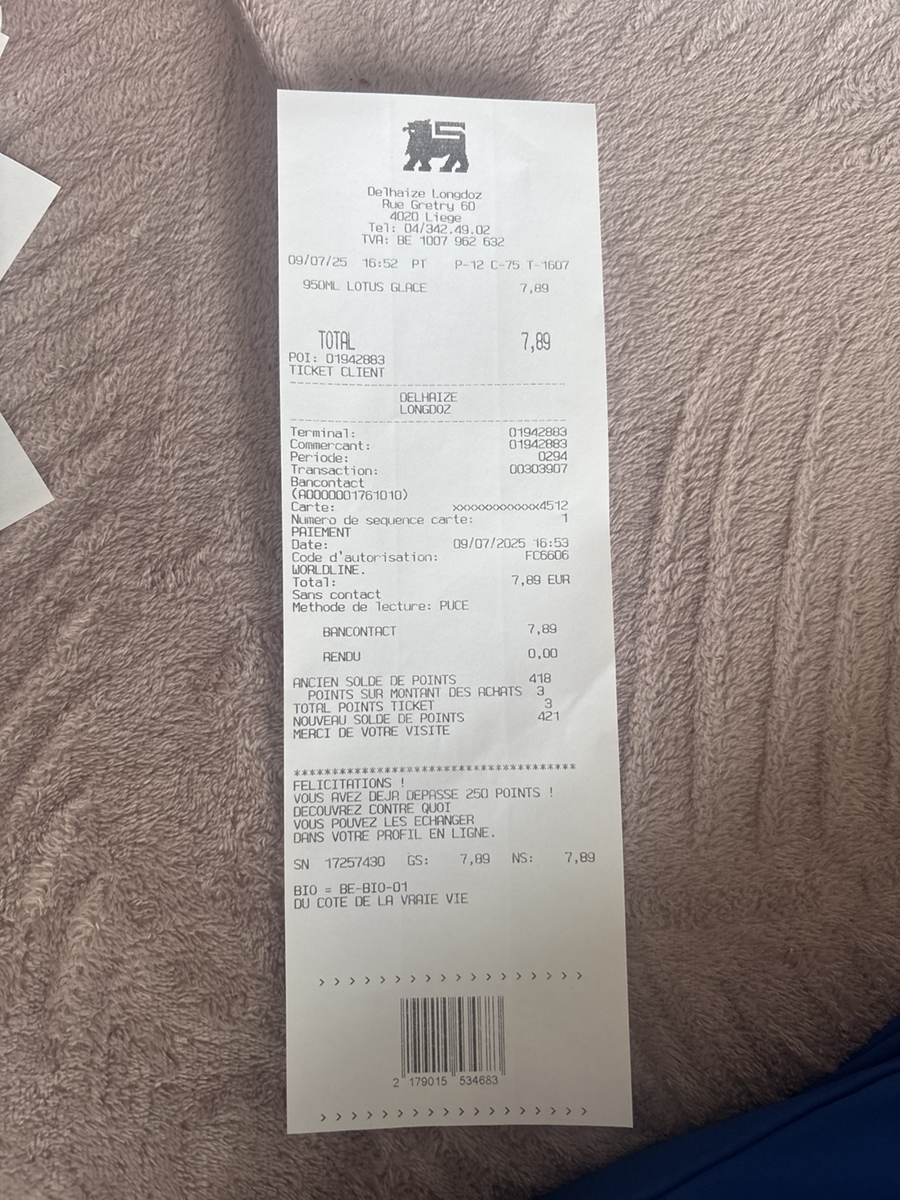 Delhaize Longdoz
Rue Gretry 60
4020 Liege
Tel: 04/342.49.02
TVA: BE 1007 962 632
09/07/25 16:52 PT P-12 C-75 T-1607
950ML LOTUS GLACE 7,89
TOTAL 7,89
POI: 01942883
TICKET CLIENT
DELHAIZE
LONGDOZ
Terminal: 01942883
Commercant: 01942883
Periode: 0294
Transaction: 00303907
Bancontact
(A0000001761010)
Carte: xxxxxxxxxxxx4512
Numero de sequence carte: 1
PAIEMENT
Date: 09/07/2025 16:53
Code d'autorisation: FC6606
WORLDLINE.
Total: 7,89 EUR
Sans contact
Methode de lecture: PUCE
BANCONTACT 7,89
RENDU 0,00
ANCIEN SOLDE DE POINTS 418
POINTS SUR MONTANT DES ACHATS 3
TOTAL POINTS TICKET 3
NOUVEAU SOLDE DE POINTS 421
MERCI DE VOTRE VISITE
*************************************
FELICITATIONS !
VOUS AVEZ DEJA DEPASSE 250 POINTS !
DECOUVREZ CONTRE QUOI
VOUS POUVEZ LES ECHANGER
DANS VOTRE PROFIL EN LIGNE.
SN 17257430 GS: 7,89 NS: 7,89
BIO = BE-BIO-01
DU COTE DE LA VRAIE VIE
> > > > > > > > > > > > > > > > > >
2 179015 534683
> > > > > > > > > > > > > > > > > >